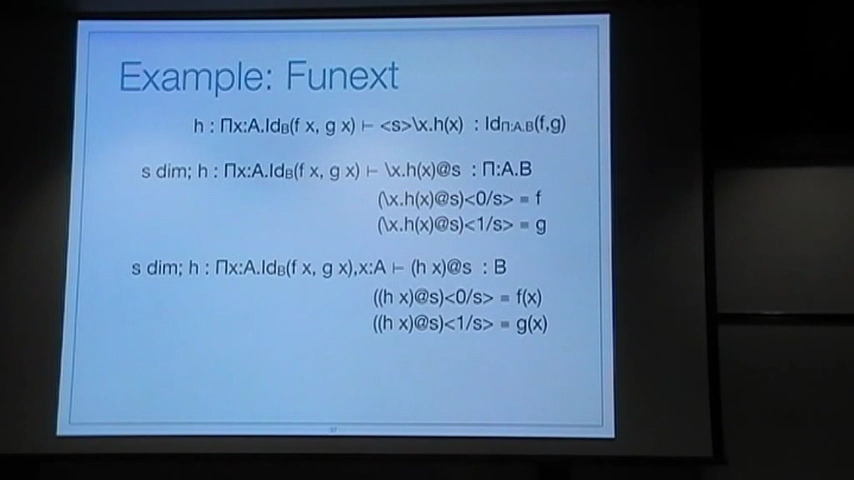 Example: Funext
h : Πx:A.Id_B(f x, g x) ⊢ <s>\x.h(x) : Id_Π:A.B(f,g)
s dim; h : Πx:A.Id_B(f x, g x) ⊢ \x.h(x)@s : Π:A.B
(\x.h(x)@s)<0/s> ≡ f
(\x.h(x)@s)<1/s> ≡ g
s dim; h : Πx:A.Id_B(f x, g x),x:A ⊢ (h x)@s : B
((h x)@s)<0/s> ≡ f(x)
((h x)@s)<1/s> ≡ g(x)